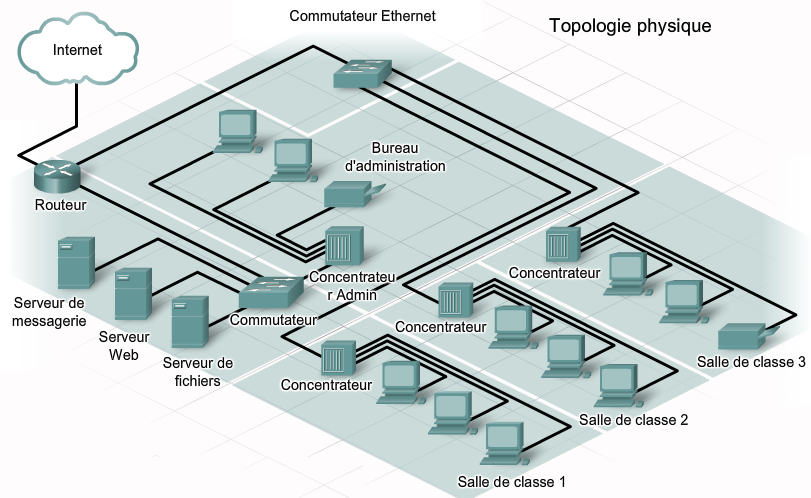 Commutateur Ethernet
Topologie physique
Internet
Bureau
d'administration
Routeur
Concentrateu
r Admin
Concentrateur
Serveur de
messagerie
Commutateur
Concentrateur
Serveur
Web
Salle de classe 3
Serveur de
fichiers
Concentrateur
Salle de classe 2
Salle de classe 1